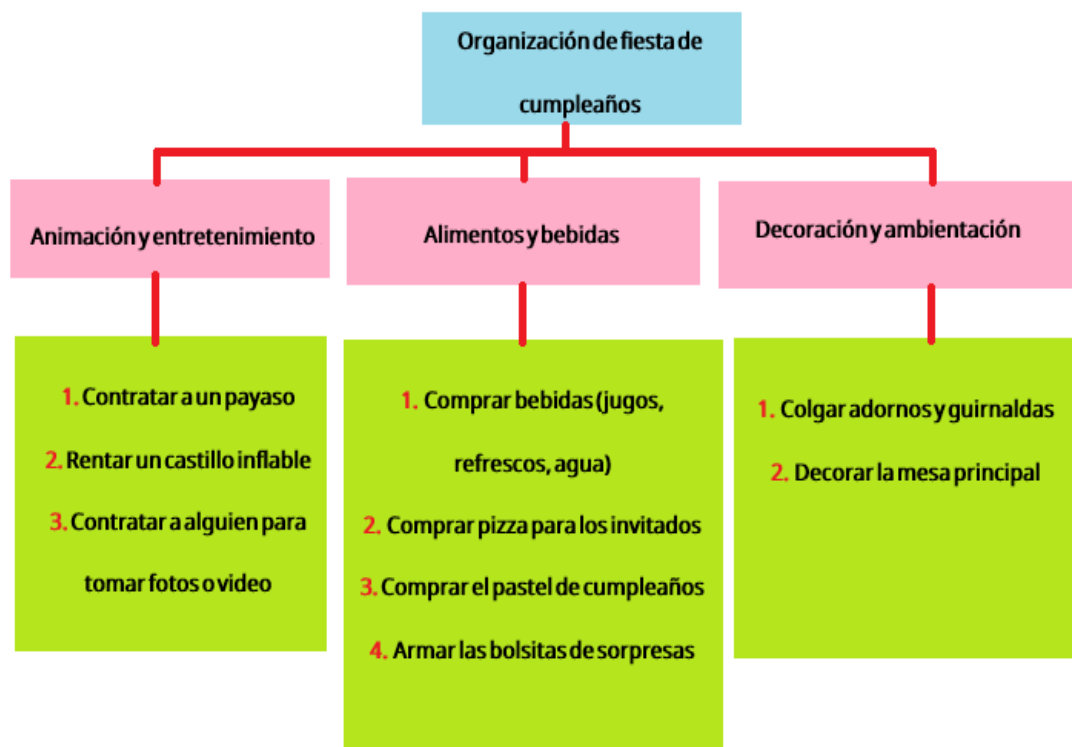 Organización de fiesta de
cumpleaños
Animación y entretenimiento
Alimentos y bebidas
Decoración y ambientación
1. Contratar a un payaso
2. Rentar un castillo inflable
3. Contratar a alguien para
tomar fotos o video
1. Comprar bebidas (jugos,
refrescos, agua)
2. Comprar pizza para los invitados
3. Comprar el pastel de cumpleaños
4. Armar las bolsitas de sorpresas
1. Colgar adornos y guirnaldas
2. Decorar la mesa principal